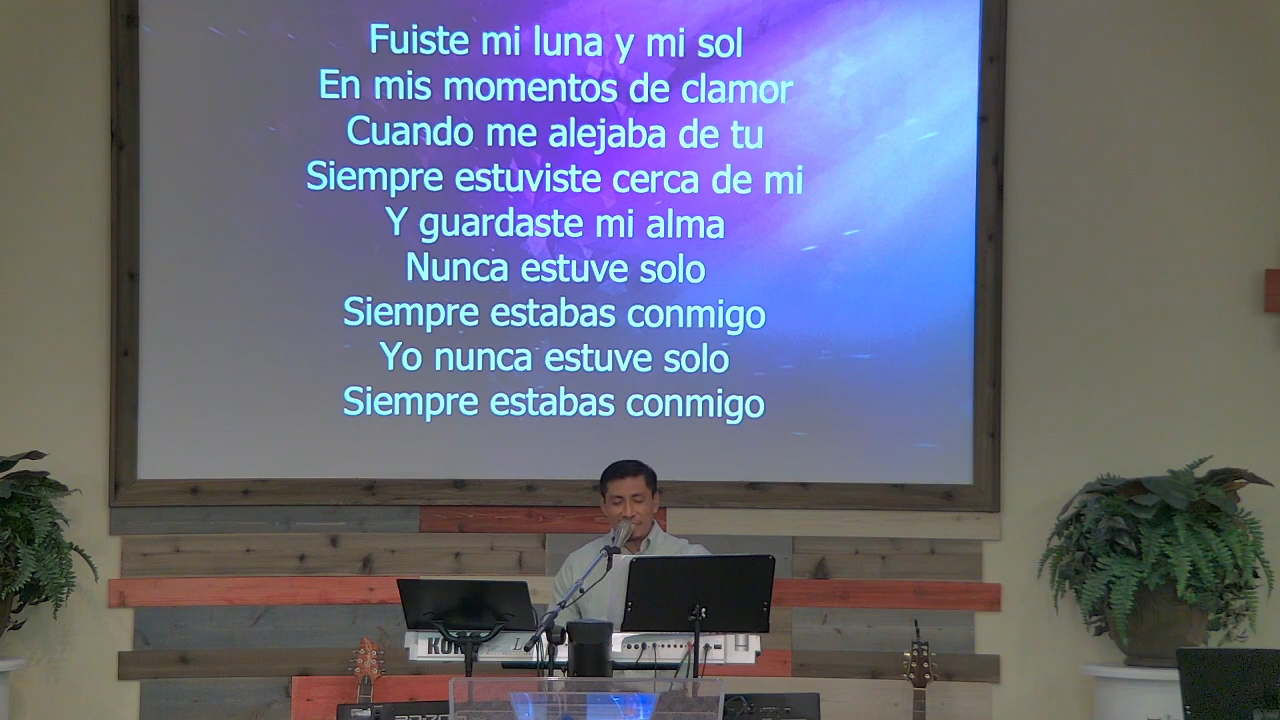 Fuiste mi luna y mi sol
En mis momentos de clamor
Cuando me alejaba de tu
Siempre estuviste cerca de mi
Y guardaste mi alma
Nunca estuve solo
Siempre estabas conmigo
Yo nunca estuve solo
Siempre estabas conmigo